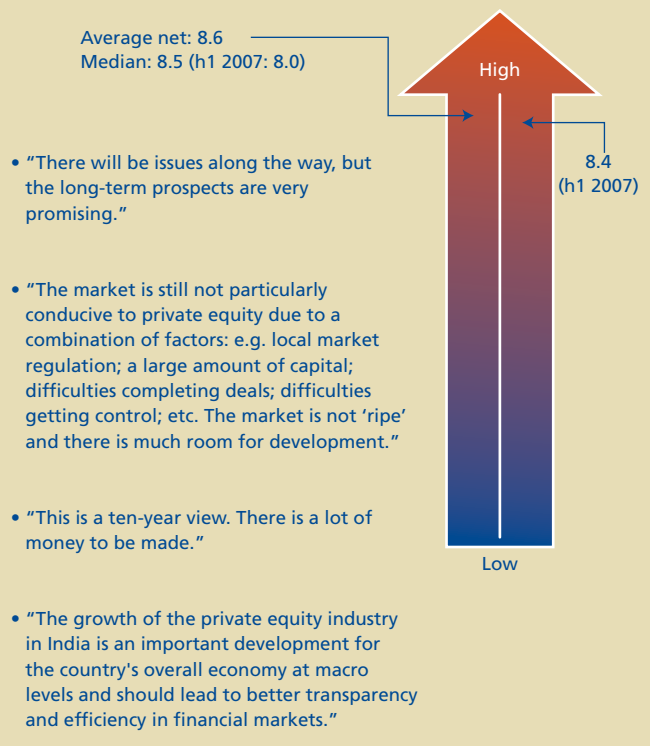 Average net: 8.6
Median: 8.5 (h1 2007: 8.0)
High
8.4
(h1 2007)
• “There will be issues along the way, but
the long-term prospects are very
promising.”
• “The market is still not particularly
conducive to private equity due to a
combination of factors: e.g. local market
regulation; a large amount of capital;
difficulties completing deals; difficulties
getting control; etc. The market is not ‘ripe’
and there is much room for development.”
• “This is a ten-year view. There is a lot of
money to be made.”
Low
• “The growth of the private equity industry
in India is an important development for
the country's overall economy at macro
levels and should lead to better transparency
and efficiency in financial markets.”